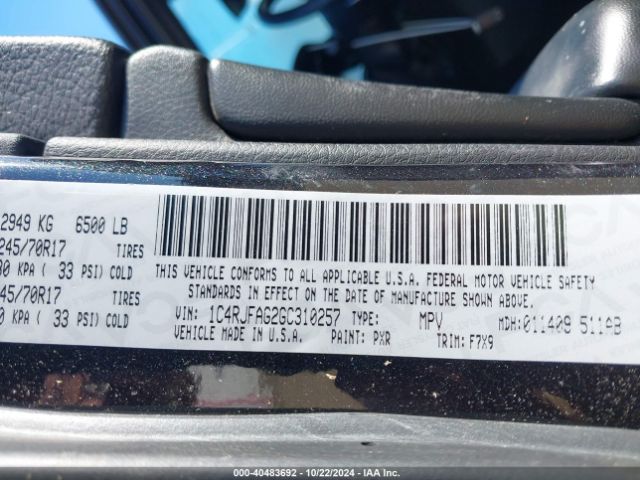 2949 KG 6500 LB
245/70R17 TIRES
30 KPA ( 33 PSI) COLD
45/70R17 TIRES
0 KPA ( 33 PSI) COLD
THIS VEHICLE CONFORMS TO ALL APPLICABLE U.S.A. FEDERAL MOTOR VEHICLE SAFETY
STANDARDS IN EFFECT ON THE DATE OF MANUFACTURE SHOWN ABOVE.
VIN: 1C4RJFAG2GC310257 TYPE: MPV MDH:011409 511AB
VEHICLE MADE IN U.S.A. PAINT: PXR TRIM: F7X9
00-40483692 - 10/22/2024 - IAA Inc.